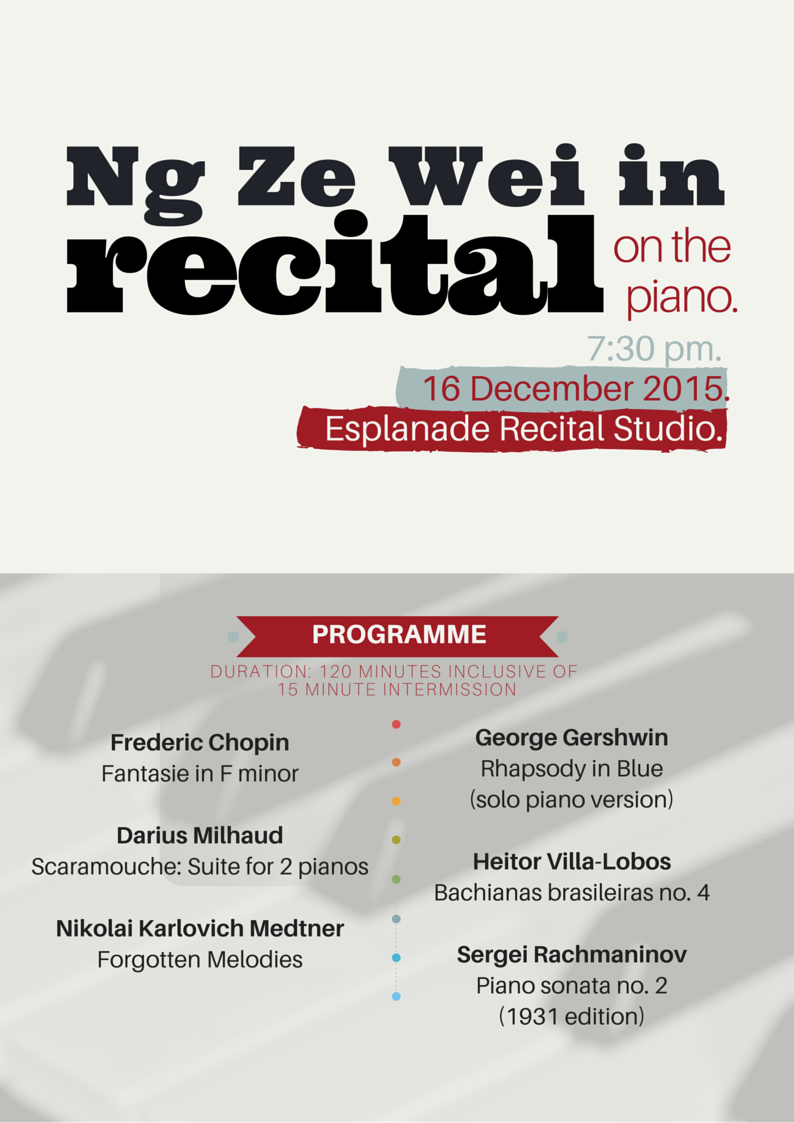 Ng Ze Wei in
recital
on the
piano.
7:30 pm.
16 December 2015.
Esplanade Recital Studio.
PROGRAMME
DURATION: 120 MINUTES INCLUSIVE OF
15 MINUTE INTERMISSION
Frederic Chopin
Fantasie in F minor
Darius Milhaud
Scaramouche: Suite for 2 pianos
Nikolai Karlovich Medtner
Forgotten Melodies
George Gershwin
Rhapsody in Blue
(solo piano version)
Heitor Villa-Lobos
Bachianas brasileiras no. 4
Sergei Rachmaninov
Piano sonata no. 2
(1931 edition)